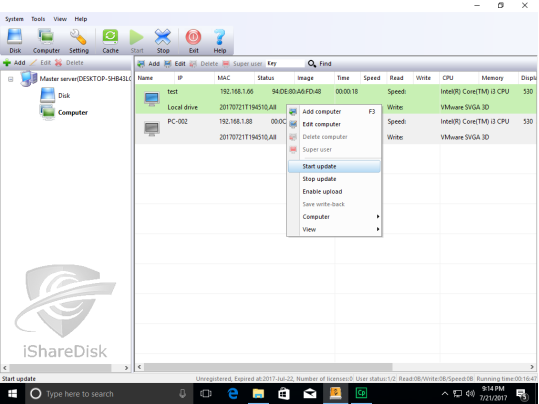 System Tools View Help
Disk Computer Setting Cache Start Stop Exit Help
Add Edit Delete Add Edit Delete Super user Key Find
Master server(DESKTOP-5HB43L
Disk
Computer
Name IP MAC Status Image Time Speed Read Write CPU Memory Displa
test 192.168.1.66 94:DE:80:A6:FD:48 00:00:18 Speed: Intel(R) Core(TM) i3 CPU 530
Local drive 20170721T194510,All Write: VMware SVGA 3D
PC-002 192.168.1.88 00:0C Speed: Intel(R) Core(TM) i3 CPU 530
20170721T194510,All Write: VMware SVGA 3D
Add computer F3
Edit computer
Delete computer
Super user
Start update
Stop update
Enable upload
Save write-back
Computer
View
iShareDisk
Start update Unregistered, Expired at:2017-Jul-22, Number of licenses:0 User status:1/2 Read:0B/Write:0B/Speed:0B Running time:00:16:47
Type here to search
9:14 PM
7/21/2017